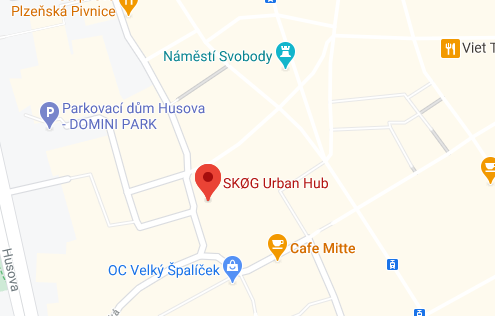 Plzeňská Pivnice
Náměstí Svobody
Viet T
Parkovací dům Husova
- DOMINI PARK
SKØG Urban Hub
Cafe Mitte
OC Velký Špalíček
Husova